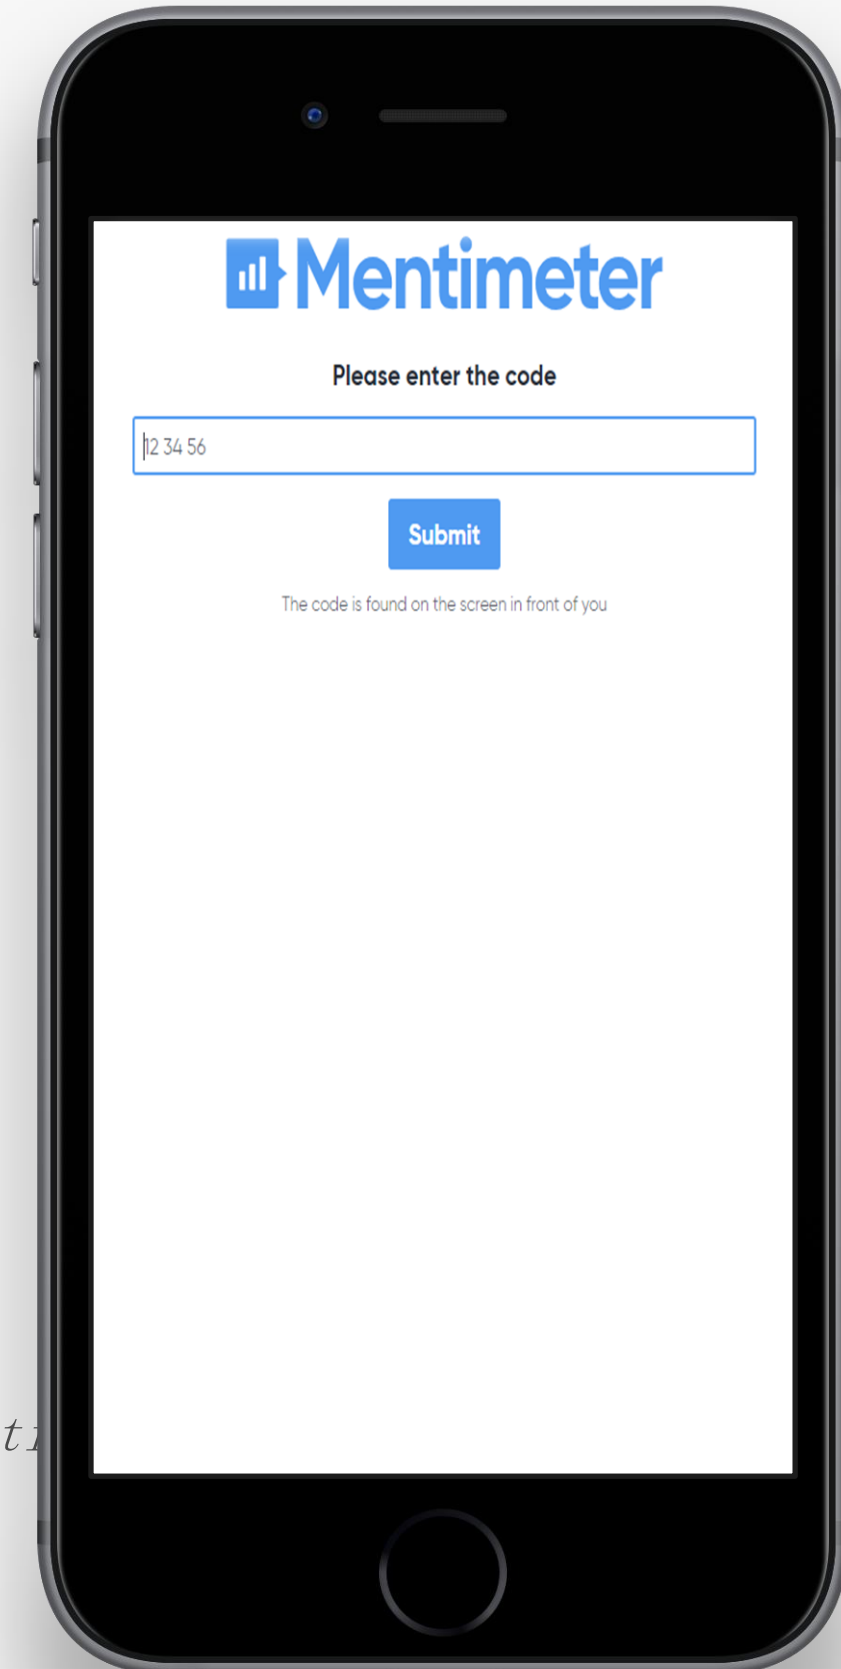 Mentimeter
Please enter the code
12 34 56
Submit
The code is found on the screen in front of you